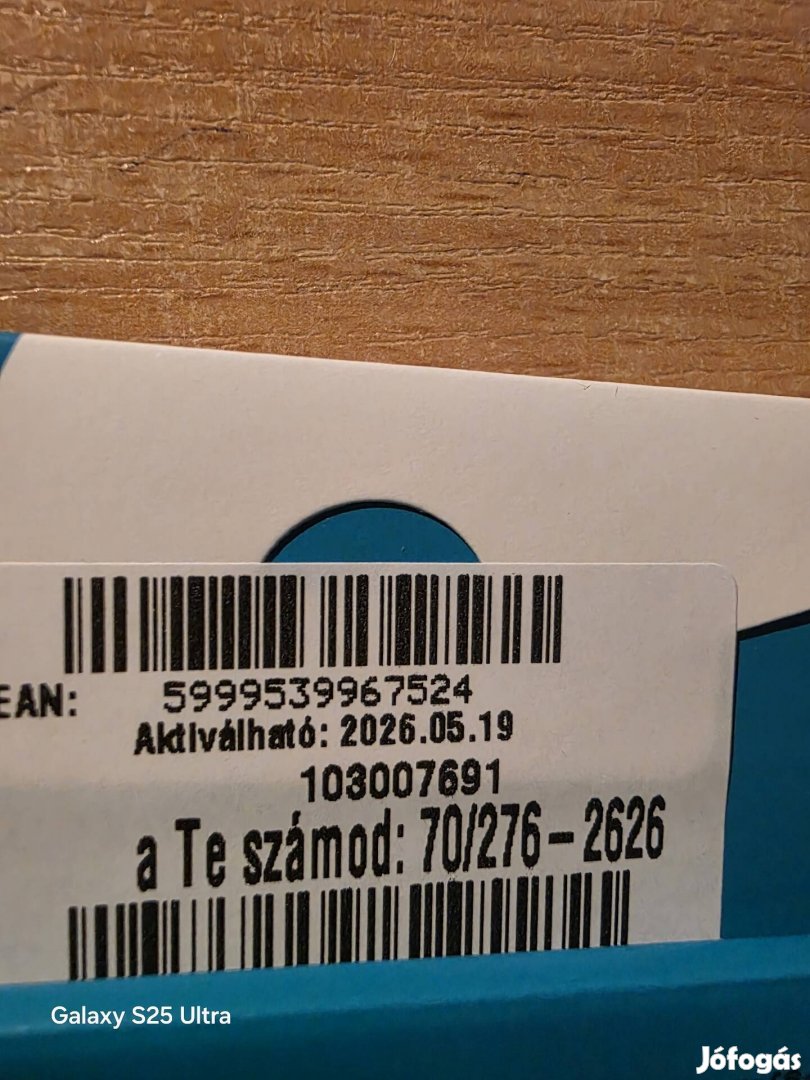 EAN: 5999539967524
Aktiválható: 2026.05.19
103007691
a Te számod: 70/276-2626
Galaxy S25 Ultra
Jófogás